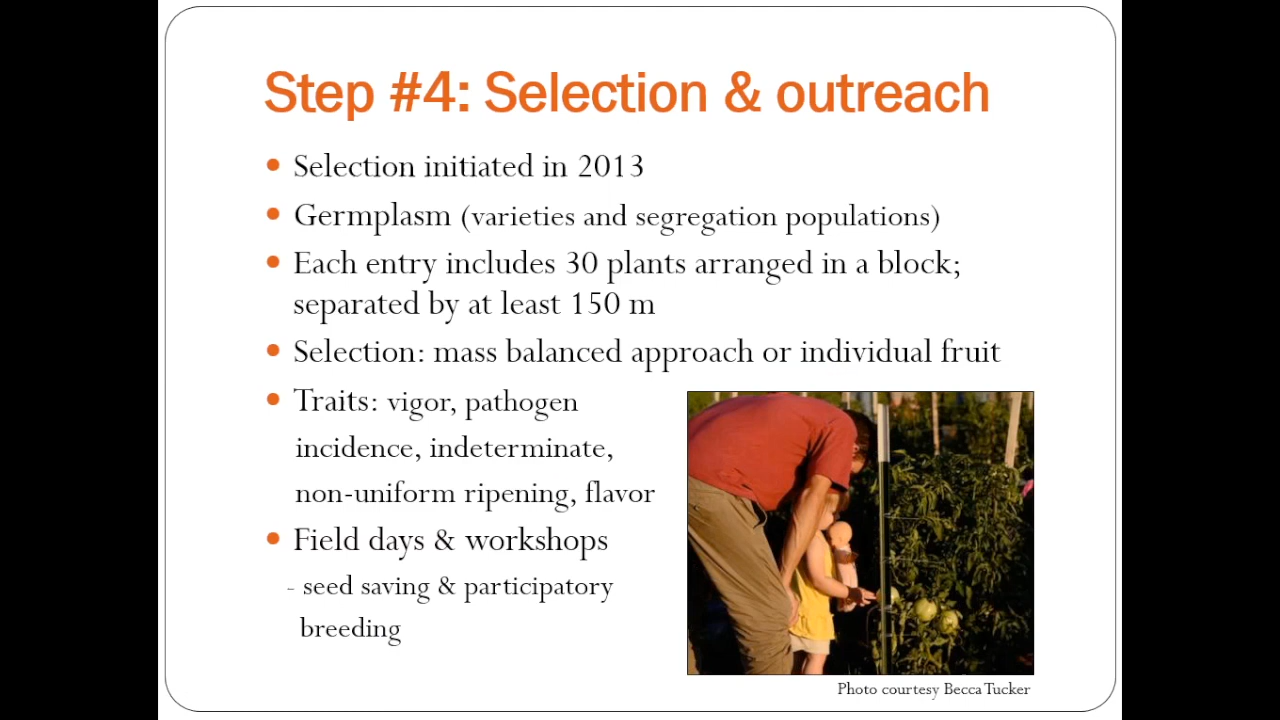 Step #4: Selection & outreach
• Selection initiated in 2013
• Germplasm (varieties and segregation populations)
• Each entry includes 30 plants arranged in a block;
separated by at least 150 m
• Selection: mass balanced approach or individual fruit
• Traits: vigor, pathogen
incidence, indeterminate,
non-uniform ripening, flavor
• Field days & workshops
- seed saving & participatory
breeding
Photo courtesy Becca Tucker